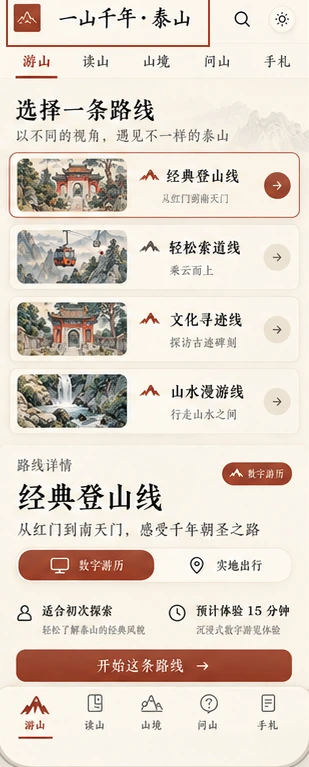 一山千年·泰山
游山 读山 山境 问山 手札
选择一条路线
以不同的视角，遇见不一样的泰山
经典登山线
从红门到南天门
轻松索道线
乘云而上
文化寻迹线
探访古迹碑刻
山水漫游线
行走山水之间
路线详情
数字游历
经典登山线
从红门到南天门，感受千年朝圣之路
数字游历 实地出行
适合初次探索
轻松了解泰山的经典风貌
预计体验 15 分钟
沉浸式数字游览体验
开始这条路线 →
游山 读山 山境 问山 手札